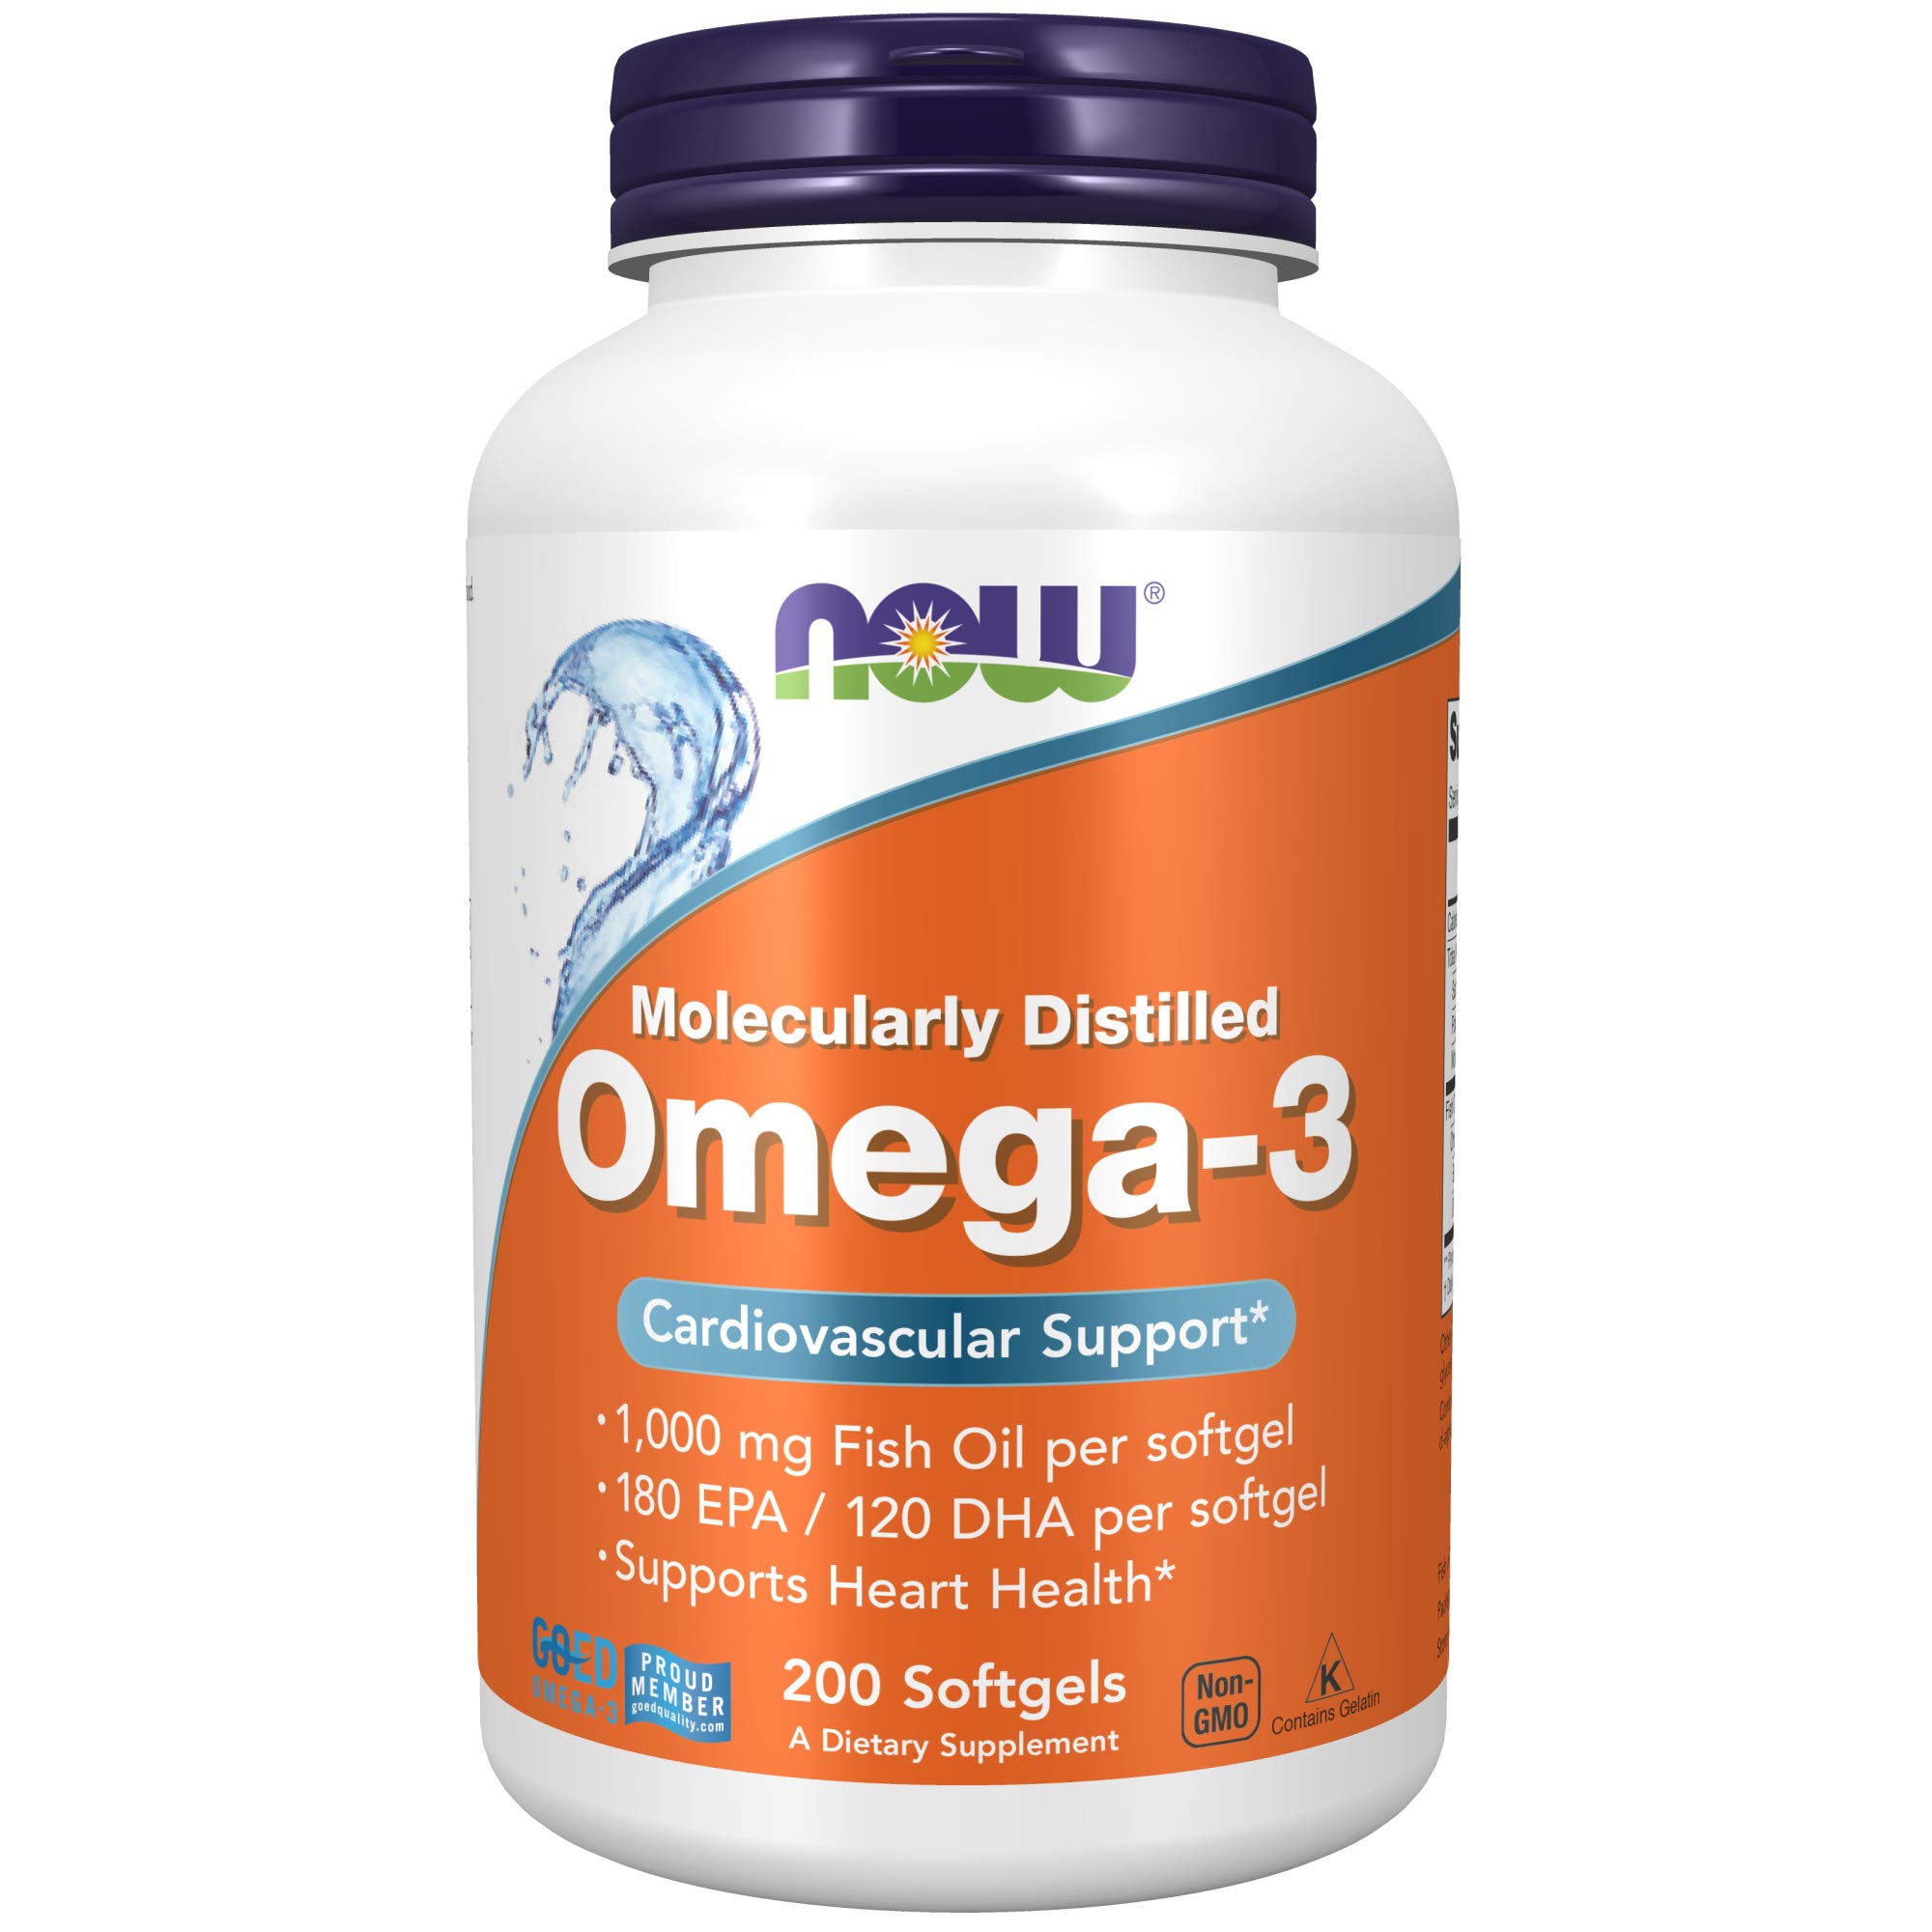 now®
Molecularly Distilled
Omega-3
Cardiovascular Support*
• 1,000 mg Fish Oil per softgel
• 180 EPA / 120 DHA per softgel
• Supports Heart Health*
GOED
OMEGA-3
PROUD
MEMBER
goedquality.com
200 Softgels
A Dietary Supplement
Non-
GMO
K
Contains Gelatin